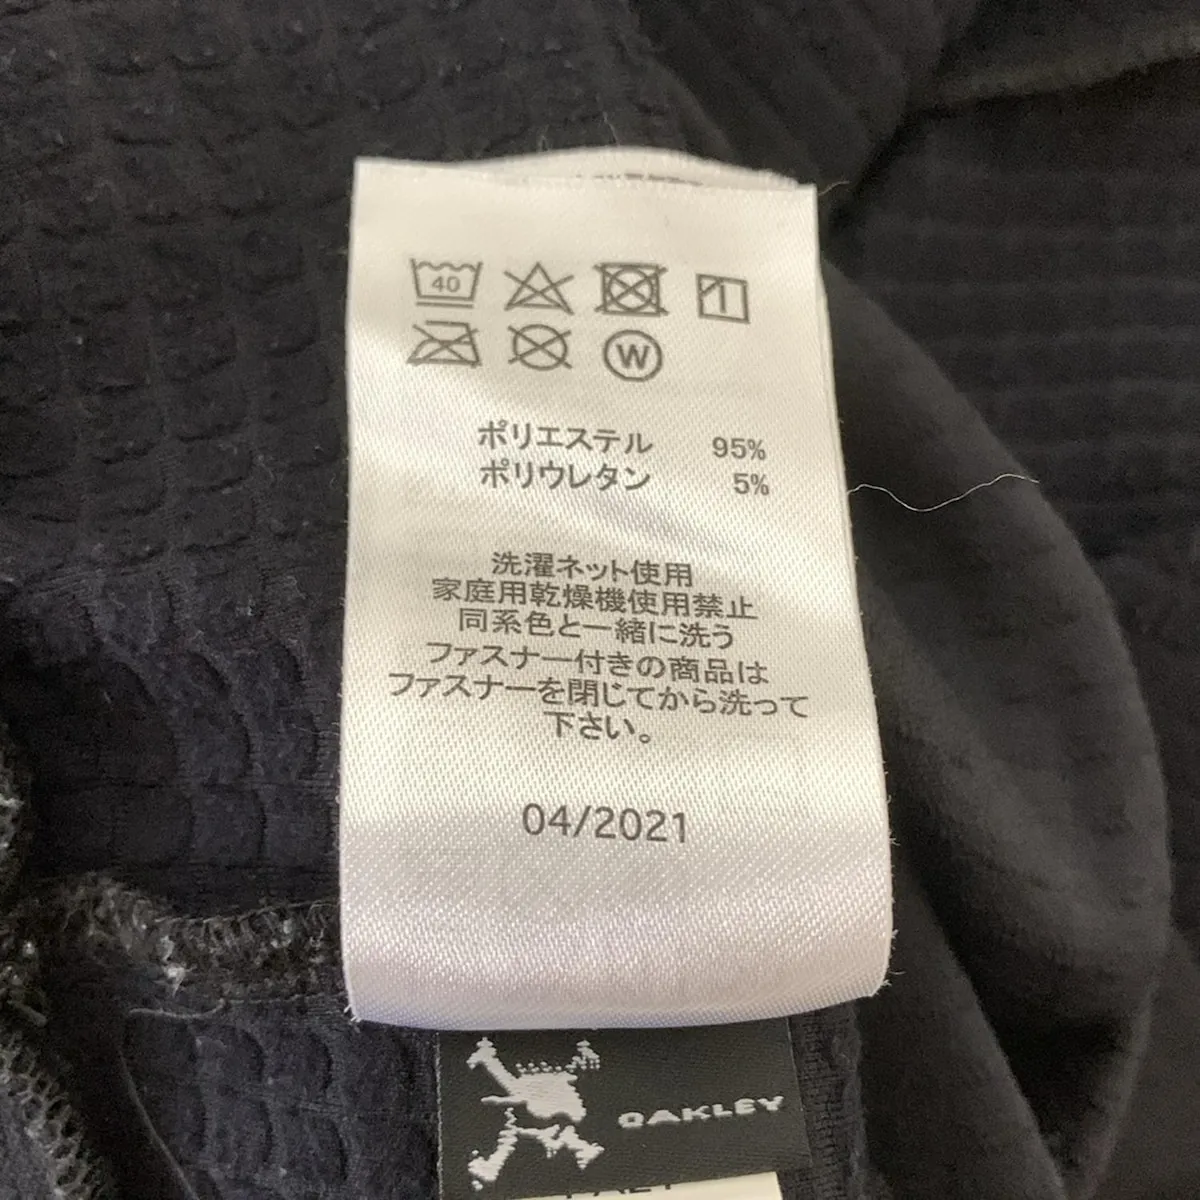 40
W
ポリエステル 95%
ポリウレタン 5%
洗濯ネット使用
家庭用乾燥機使用禁止
同系色と一緒に洗う
ファスナー付きの商品は
ファスナーを閉じてから洗って
下さい。
04/2021
OAKLEY